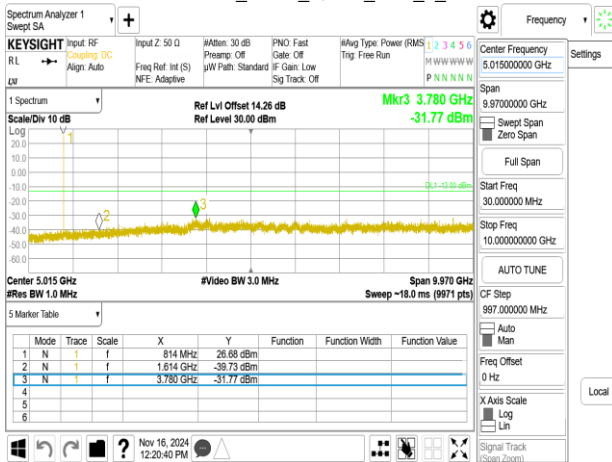 Spectrum Analyzer 1
Swept SA
Frequency
KEYSIGHT
RL
Input: RF
Coupling: DC
Align: Auto
Input Z: 50 Ω
Freq Ref: Int (S)
NFE: Adaptive
#Atten: 30 dB
Preamp: Off
µW Path: Standard
PNO: Fast
Gate: Off
IF Gain: Low
Sig Track: Off
#Avg Type: Power (RMS
Trig: Free Run
1 2 3 4 5 6
M W W W W W
P N N N N N
1 Spectrum
Scale/Div 10 dB
Ref Lvl Offset 14.26 dB
Ref Level 30.00 dBm
Mkr3 3.780 GHz
-31.77 dBm
Log
20.0
10.0
0.00
-10.0
-20.0
-30.0
-40.0
-50.0
-60.0
1
2
3
DL1 -13.00 dBm
Center 5.015 GHz
#Res BW 1.0 MHz
#Video BW 3.0 MHz
Span 9.970 GHz
Sweep ~18.0 ms (9971 pts)
5 Marker Table
Mode Trace Scale X Y Function Function Width Function Value
1 N 1 f 814 MHz 26.68 dBm
2 N 1 f 1.614 GHz -39.73 dBm
3 N 1 f 3.780 GHz -31.77 dBm
4
5
6
Nov 16, 2024
12:20:40 PM
Center Frequency
5.015000000 GHz
Span
9.97000000 GHz
Swept Span
Zero Span
Full Span
Start Freq
30.000000 MHz
Stop Freq
10.000000000 GHz
AUTO TUNE
CF Step
997.000000 MHz
Auto
Man
Freq Offset
0 Hz
X Axis Scale
Log
Lin
Signal Track
(Span Zoom)
Settings
Local